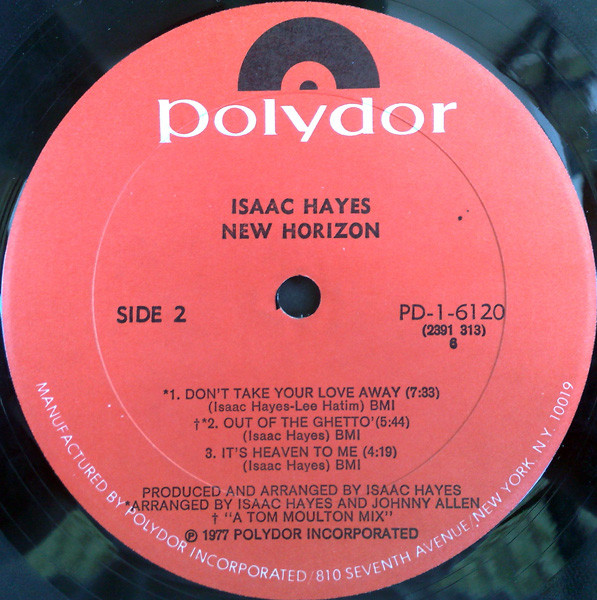 polydor
ISAAC HAYES
NEW HORIZON
SIDE 2
PD-1-6120
(2391 313)
6
*1. DON'T TAKE YOUR LOVE AWAY (7:33)
(Isaac Hayes-Lee Hatim) BMI
†*2. OUT OF THE GHETTO'(5:44)
(Isaac Hayes) BMI
3. IT'S HEAVEN TO ME (4:19)
(Isaac Hayes) BMI
PRODUCED AND ARRANGED BY ISAAC HAYES
*ARRANGED BY ISAAC HAYES AND JOHNNY ALLEN
† "A TOM MOULTON MIX"
℗ 1977 POLYDOR INCORPORATED
MANUFACTURED BY POLYDOR INCORPORATED/810 SEVENTH AVENUE/NEW YORK, N.Y. 10019